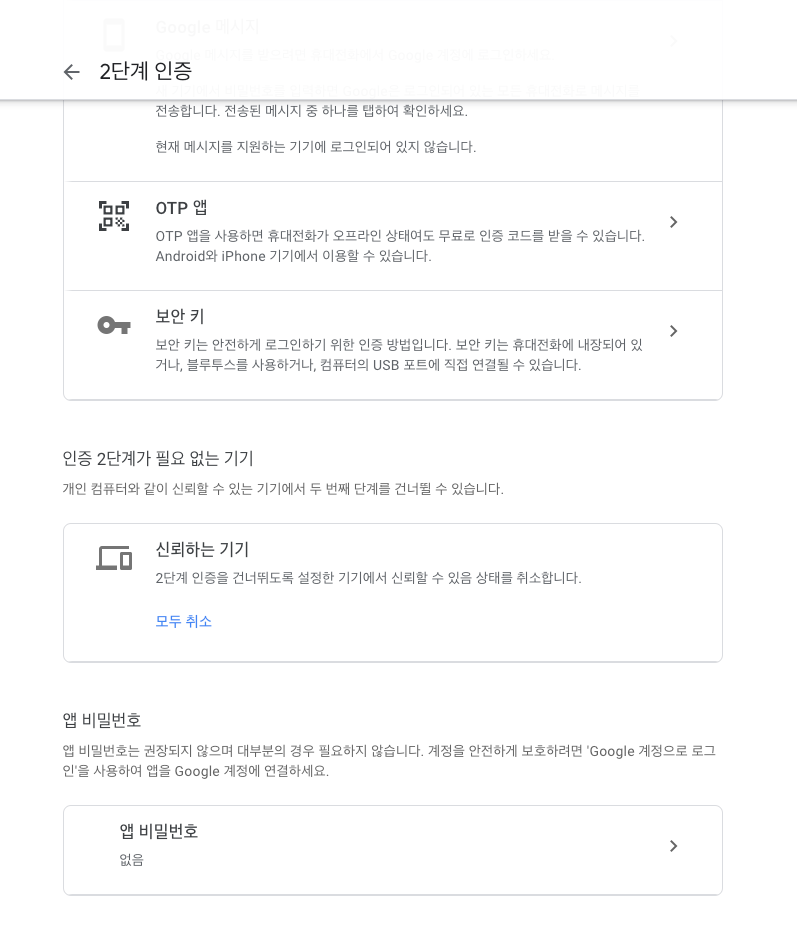 Google 메시지
2단계 인증
전송합니다. 전송된 메시지 중 하나를 탭하여 확인하세요.
현재 메시지를 지원하는 기기에 로그인되어 있지 않습니다.
OTP 앱
OTP 앱을 사용하면 휴대전화가 오프라인 상태여도 무료로 인증 코드를 받을 수 있습니다.
Android와 iPhone 기기에서 이용할 수 있습니다.
보안 키
보안 키는 안전하게 로그인하기 위한 인증 방법입니다. 보안 키는 휴대전화에 내장되어 있
거나, 블루투스를 사용하거나, 컴퓨터의 USB 포트에 직접 연결될 수 있습니다.
인증 2단계가 필요 없는 기기
개인 컴퓨터와 같이 신뢰할 수 있는 기기에서 두 번째 단계를 건너뛸 수 있습니다.
신뢰하는 기기
2단계 인증을 건너뛰도록 설정한 기기에서 신뢰할 수 있음 상태를 취소합니다.
모두 취소
앱 비밀번호
앱 비밀번호는 권장되지 않으며 대부분의 경우 필요하지 않습니다. 계정을 안전하게 보호하려면 'Google 계정으로 로그
인'을 사용하여 앱을 Google 계정에 연결하세요.
앱 비밀번호
없음